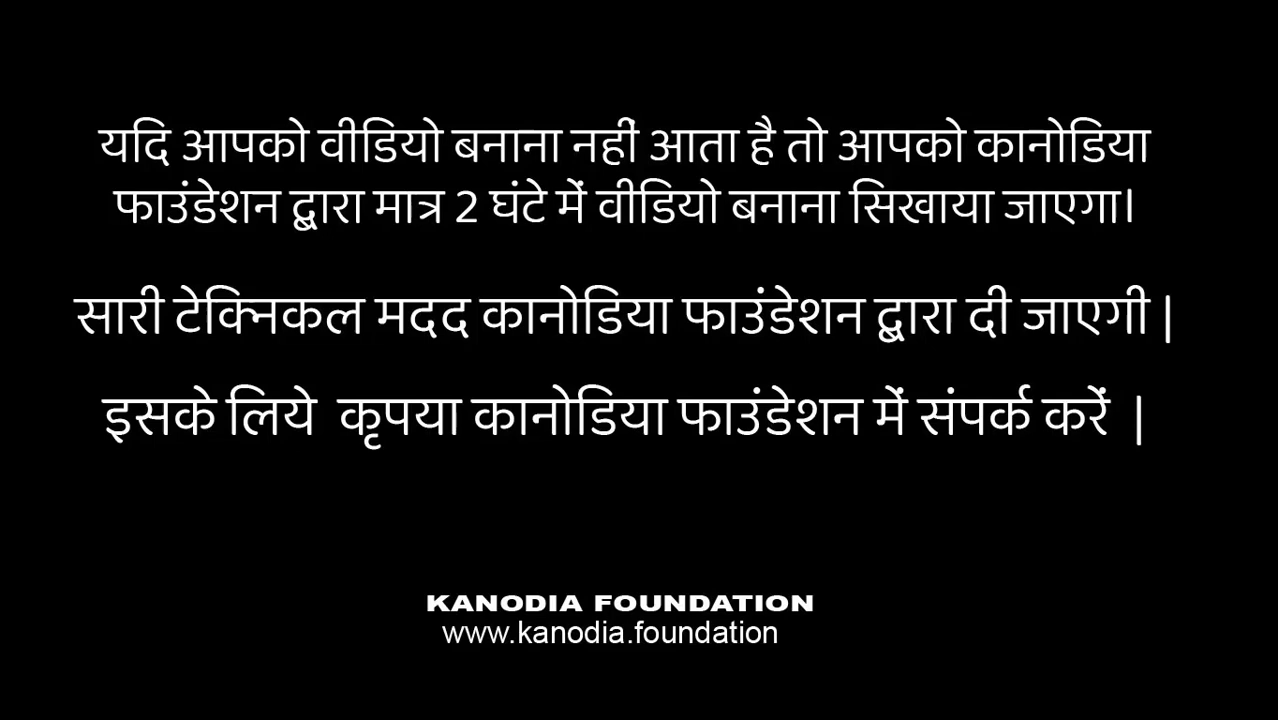 यदि आपको वीडियो बनाना नहीं आता है तो आपको कानोडिया
फाउंडेशन द्वारा मात्र 2 घंटे में वीडियो बनाना सिखाया जाएगा।
सारी टेक्निकल मदद कानोडिया फाउंडेशन द्वारा दी जाएगी |
इसके लिये कृपया कानोडिया फाउंडेशन में संपर्क करें |
KANODIA FOUNDATION
www.kanodia.foundation